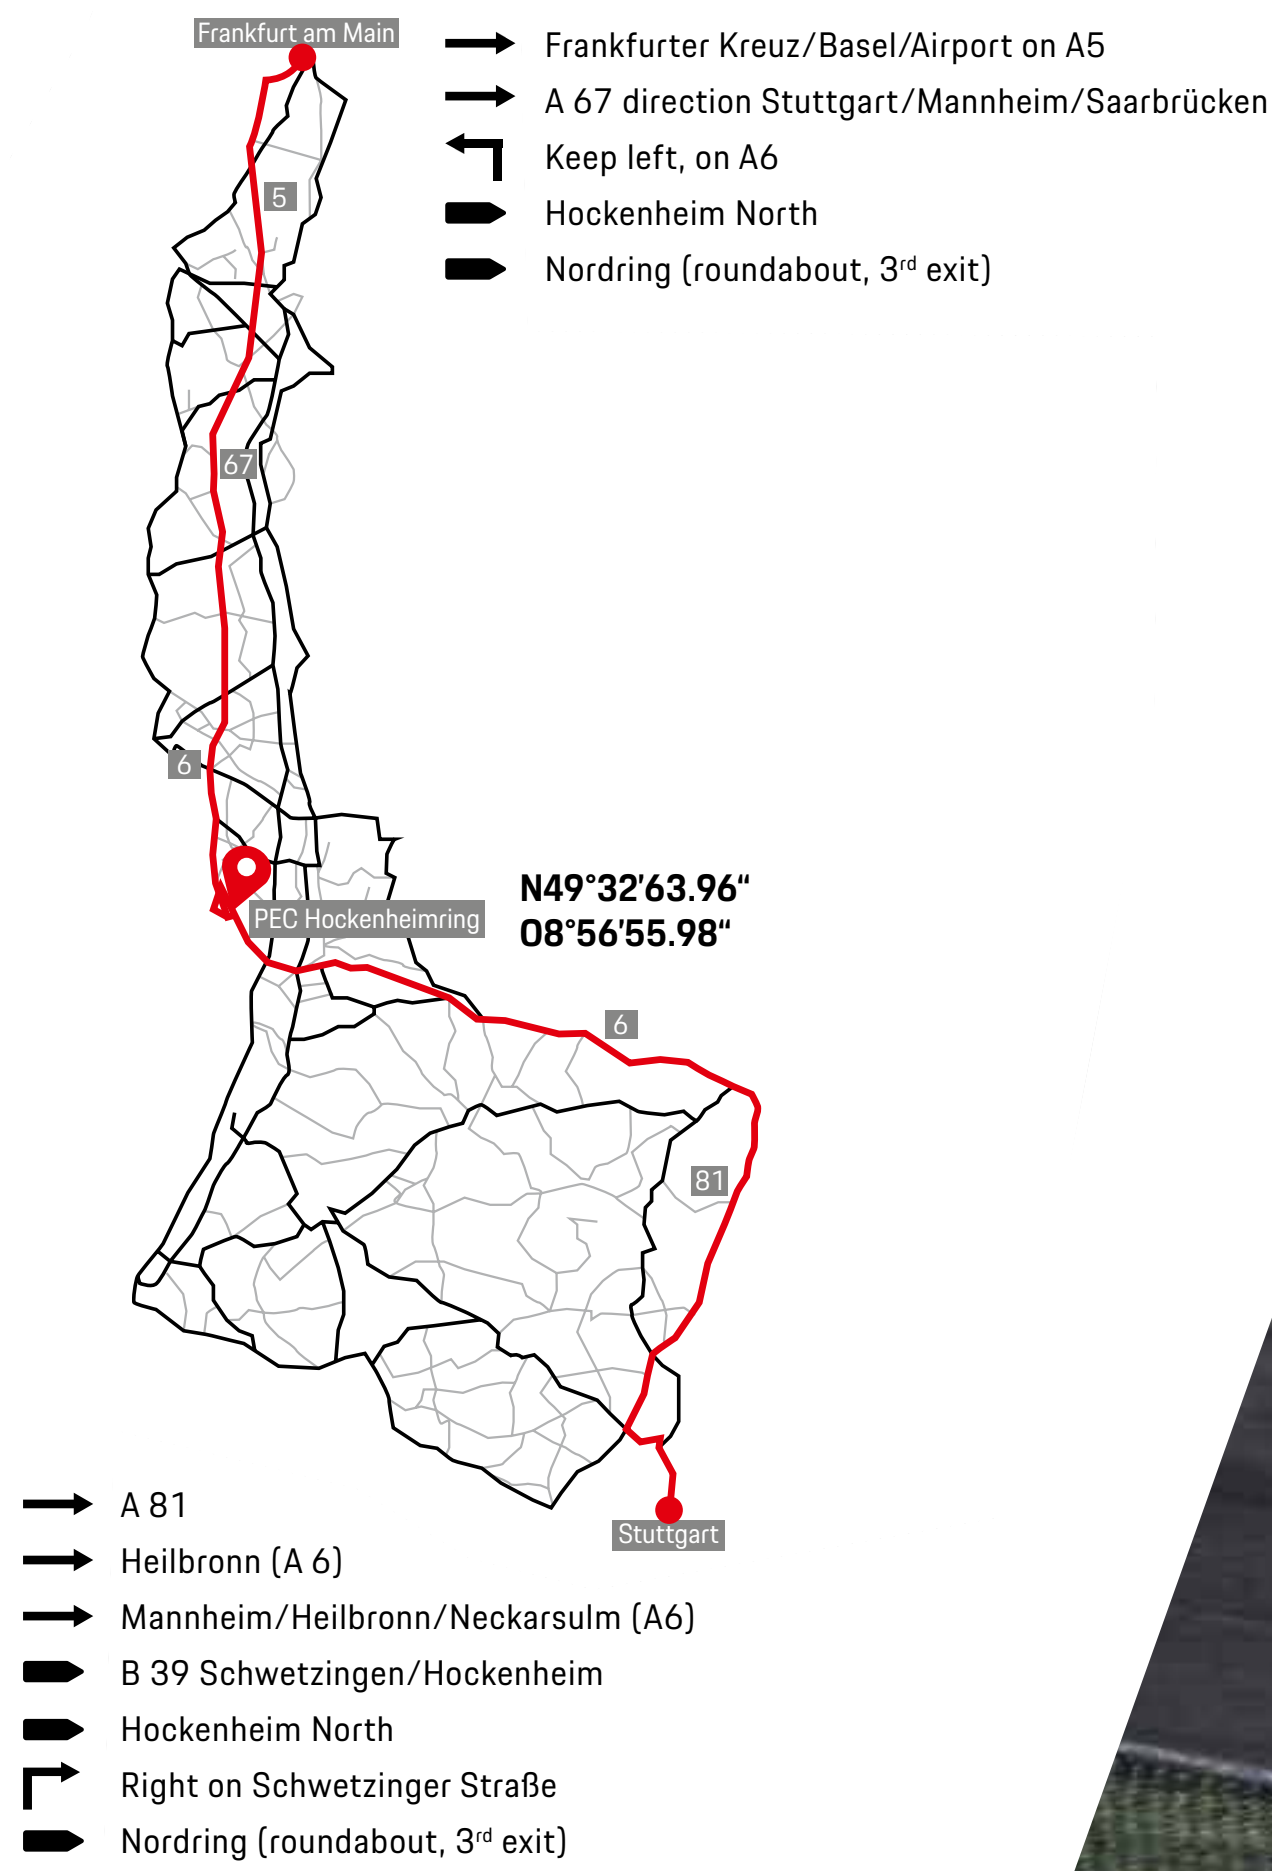 Frankfurt am Main
Frankfurter Kreuz/Basel/Airport on A5
A 67 direction Stuttgart/Mannheim/Saarbrücken
Keep left, on A6
Hockenheim North
Nordring (roundabout, 3rd exit)
5
67
6
PEC Hockenheimring
N49°32'63.96“
O8°56'55.98“
6
81
Stuttgart
A 81
Heilbronn (A 6)
Mannheim/Heilbronn/Neckarsulm (A6)
B 39 Schwetzingen/Hockenheim
Hockenheim North
Right on Schwetzinger Straße
Nordring (roundabout, 3rd exit)